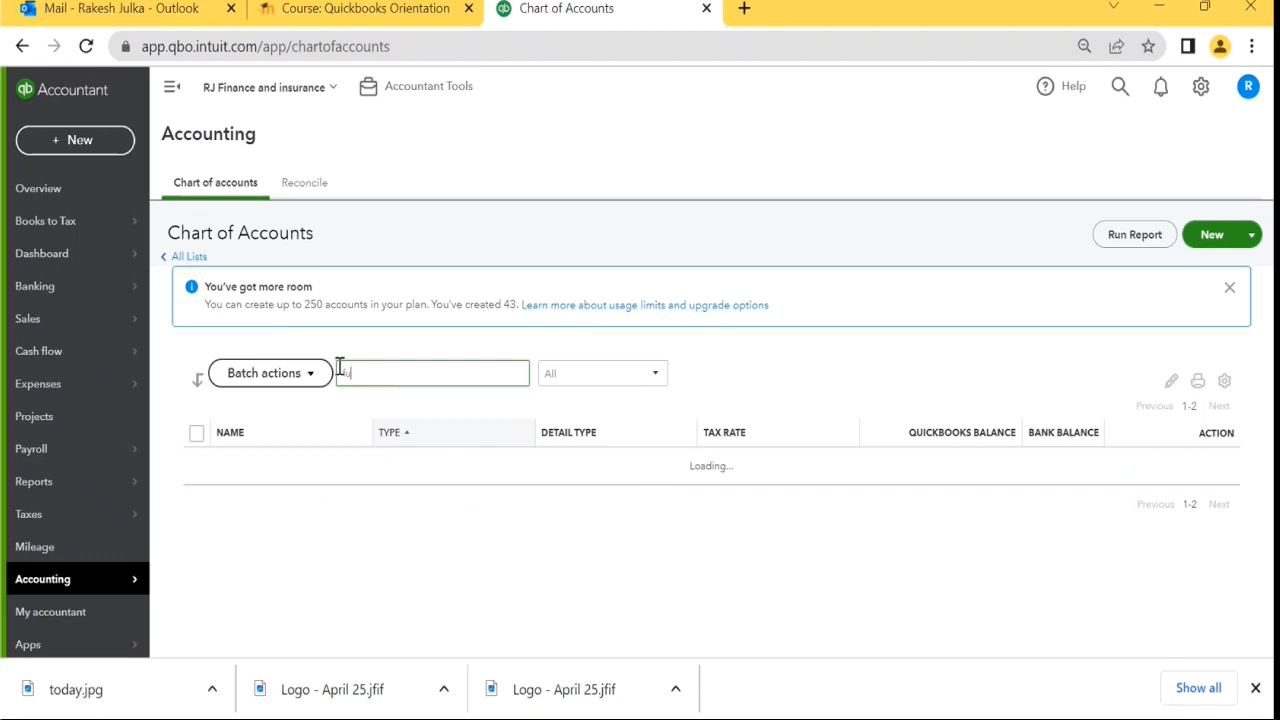 Mail - Rakesh Julka - Outlook
Course: Quickbooks Orientation
Chart of Accounts
app.qbo.intuit.com/app/chartofaccounts
qb Accountant
RJ Finance and insurance
Accountant Tools
Help
R
+ New
Accounting
Overview
Chart of accounts
Reconcile
Books to Tax
Chart of Accounts
Run Report
New
Dashboard
All Lists
Banking
You've got more room
You can create up to 250 accounts in your plan. You've created 43. Learn more about usage limits and upgrade options
Sales
Cash flow
Batch actions
fu
All
Expenses
Previous 1-2 Next
Projects
NAME TYPE DETAIL TYPE TAX RATE QUICKBOOKS BALANCE BANK BALANCE ACTION
Payroll
Loading...
Reports
Previous 1-2 Next
Taxes
Mileage
Accounting
My accountant
Apps
today.jpg
Logo - April 25.jfif
Logo - April 25.jfif
Show all